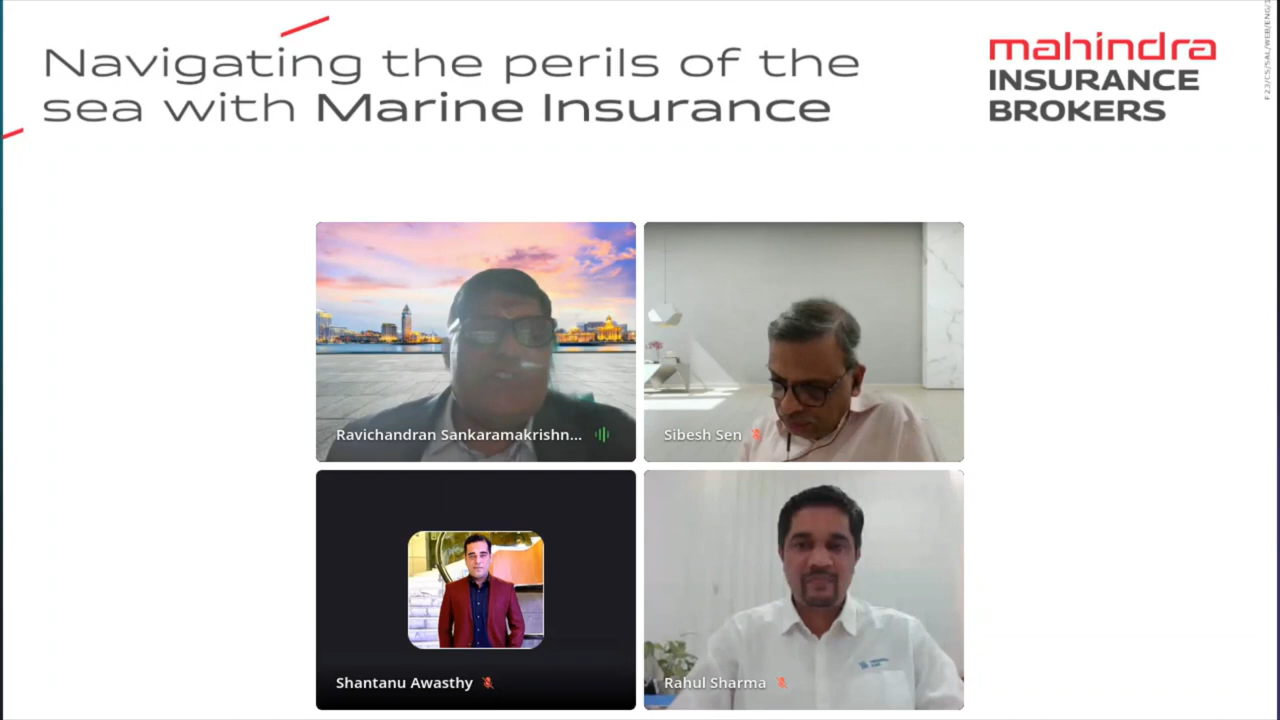 Navigating the perils of the
sea with Marine Insurance
mahindra
INSURANCE
BROKERS
Ravichandran Sankaramakrishn...
Sibesh Sen
Shantanu Awasthy
Rahul Sharma